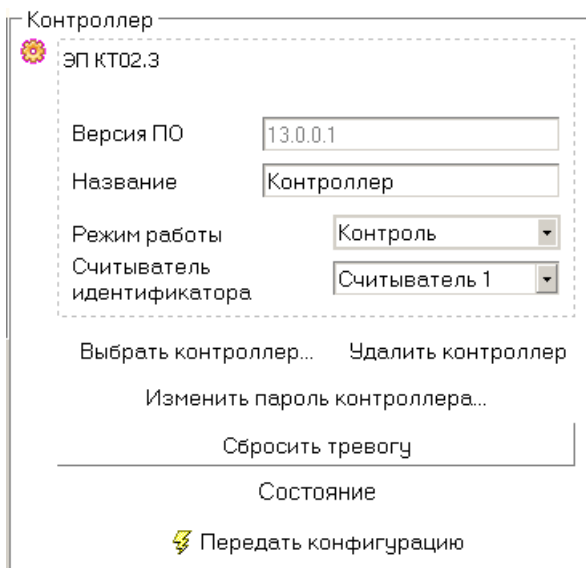 Контроллер
ЭП КТ02.3
Версия ПО 13.0.0.1
Название Контроллер
Режим работы Контроль
Считыватель
идентификатора Считыватель 1
Выбрать контроллер... Удалить контроллер
Изменить пароль контроллера...
Сбросить тревогу
Состояние
Передать конфигурацию